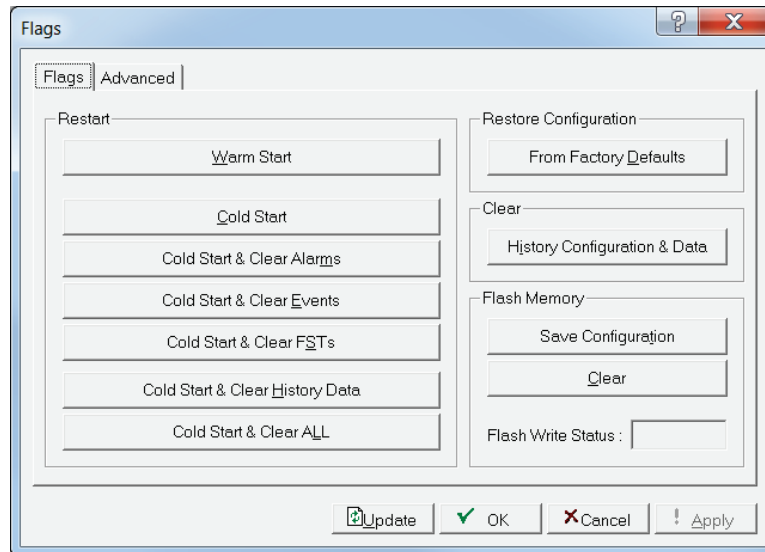 Flags
Flags
Advanced
Restart
Warm Start
Cold Start
Cold Start & Clear Alarms
Cold Start & Clear Events
Cold Start & Clear FSTs
Cold Start & Clear History Data
Cold Start & Clear ALL
Restore Configuration
From Factory Defaults
Clear
History Configuration & Data
Flash Memory
Save Configuration
Clear
Flash Write Status :
Update
OK
Cancel
! Apply